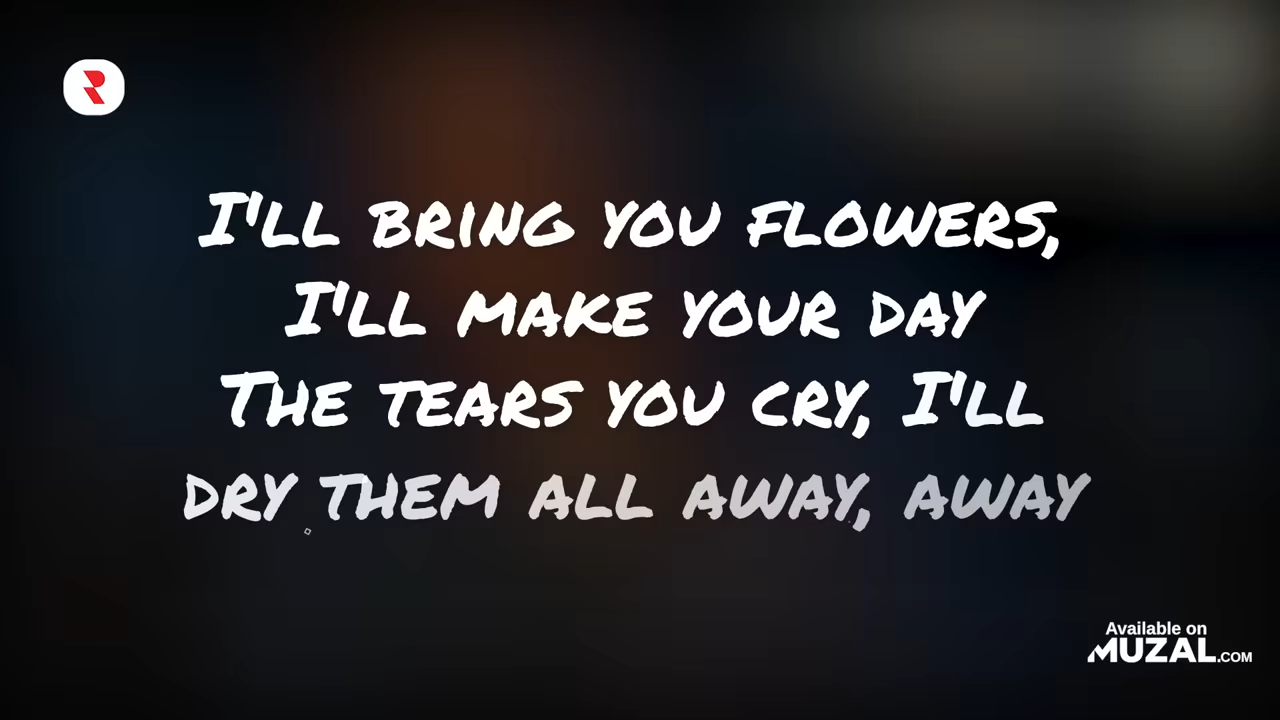 I'LL BRING YOU FLOWERS,
I'LL MAKE YOUR DAY
THE TEARS YOU CRY, I'LL
DRY THEM ALL AWAY, AWAY
Available on
MUZAL.COM